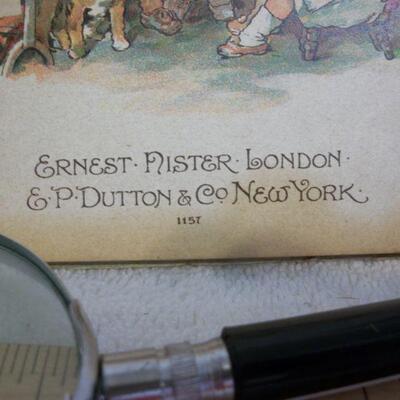 ERNEST · NISTER · LONDON ·
E · P · DUTTON & Co. NEW YORK ·
1157